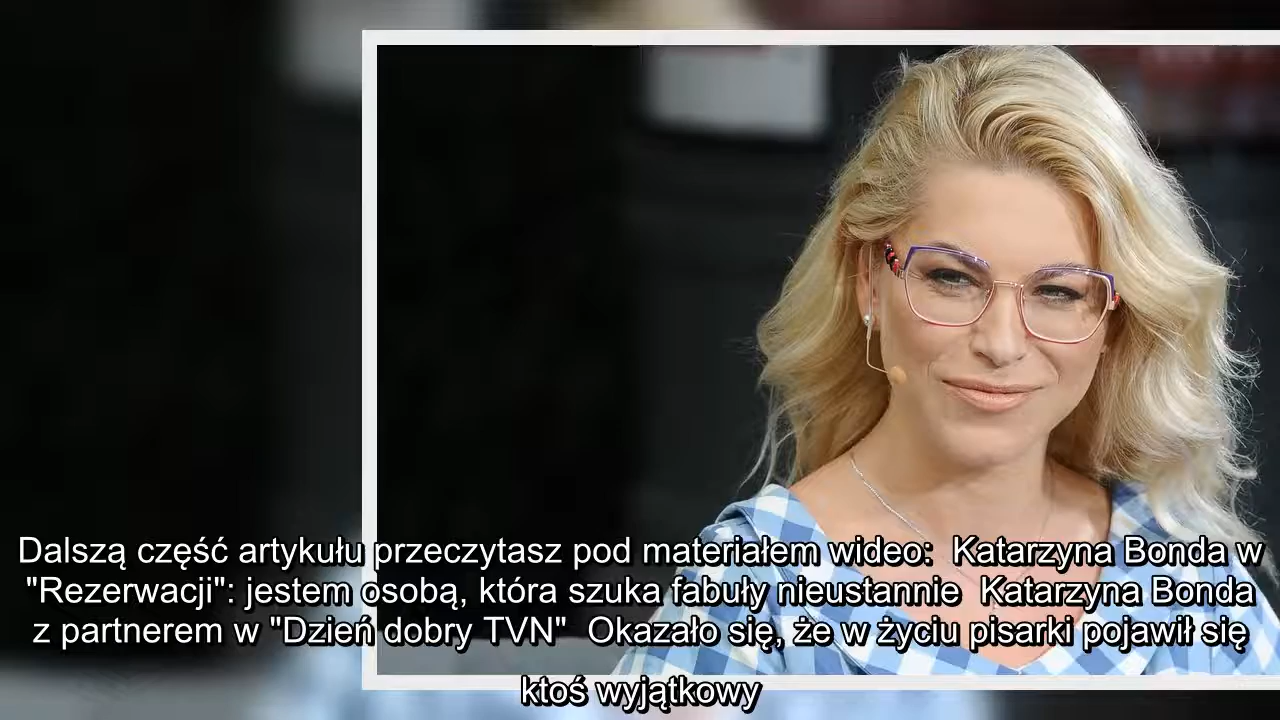 Dalszą część artykułu przeczytasz pod materiałem wideo:  Katarzyna Bonda w
"Rezerwacji": jestem osobą, która szuka fabuły nieustannie  Katarzyna Bonda
z partnerem w "Dzień dobry TVN"  Okazało się, że w życiu pisarki pojawił się
ktoś wyjątkowy